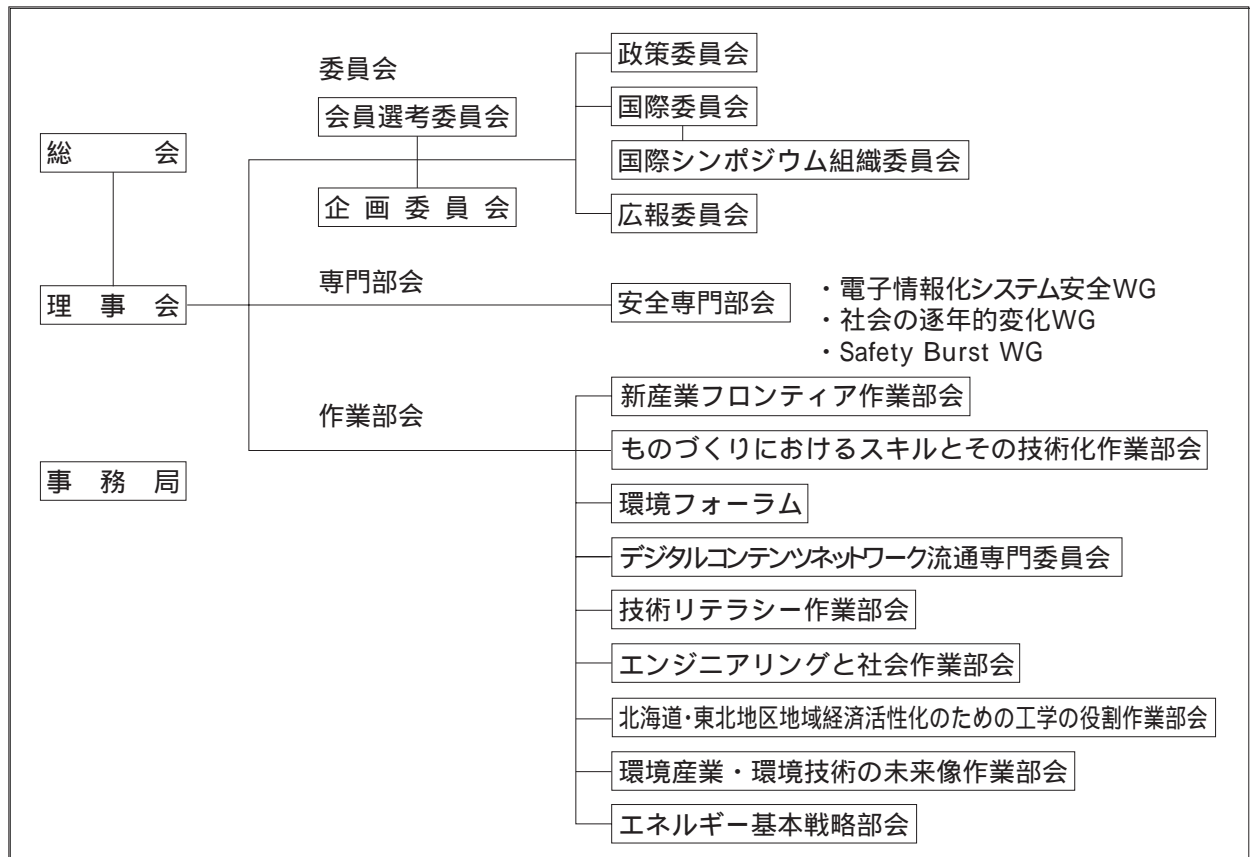 総会
理事会
事務局
委員会
会員選考委員会
企画委員会
政策委員会
国際委員会
国際シンポジウム組織委員会
広報委員会
専門部会
安全専門部会
・電子情報化システム安全WG
・社会の逐年的変化WG
・Safety Burst WG
作業部会
新産業フロンティア作業部会
ものづくりにおけるスキルとその技術化作業部会
環境フォーラム
デジタルコンテンツネットワーク流通専門委員会
技術リテラシー作業部会
エンジニアリングと社会作業部会
北海道・東北地区地域経済活性化のための工学の役割作業部会
環境産業・環境技術の未来像作業部会
エネルギー基本戦略部会